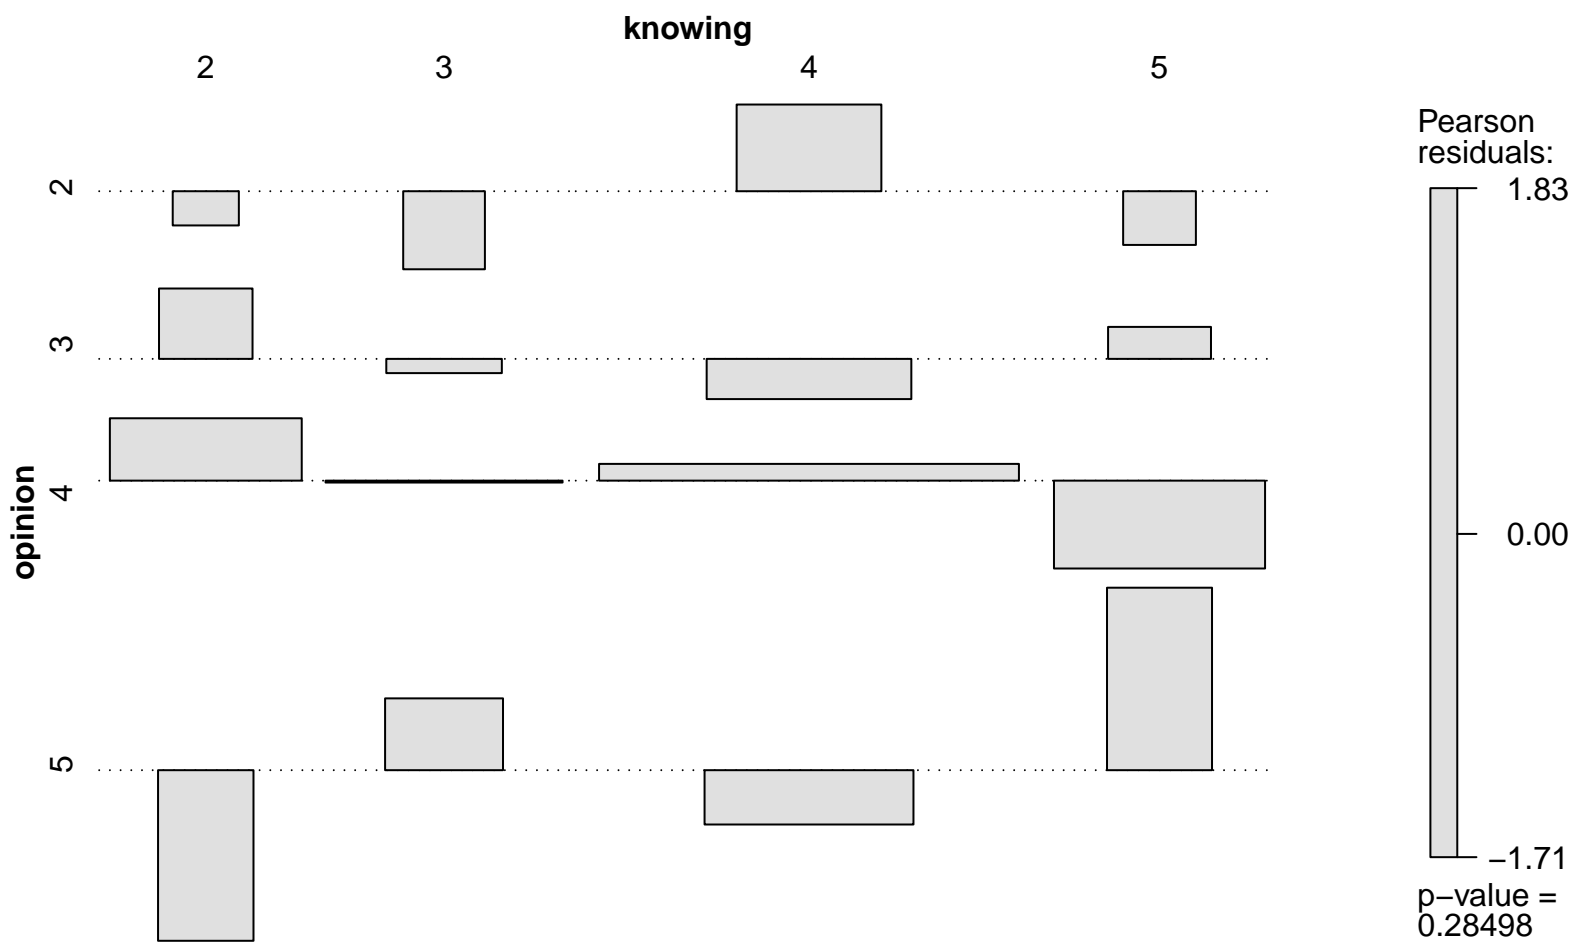 knowing
2 3 4 5
opinion
2
3
4
5
Pearson
residuals:
1.83
0.00
−1.71
p−value =
0.28498